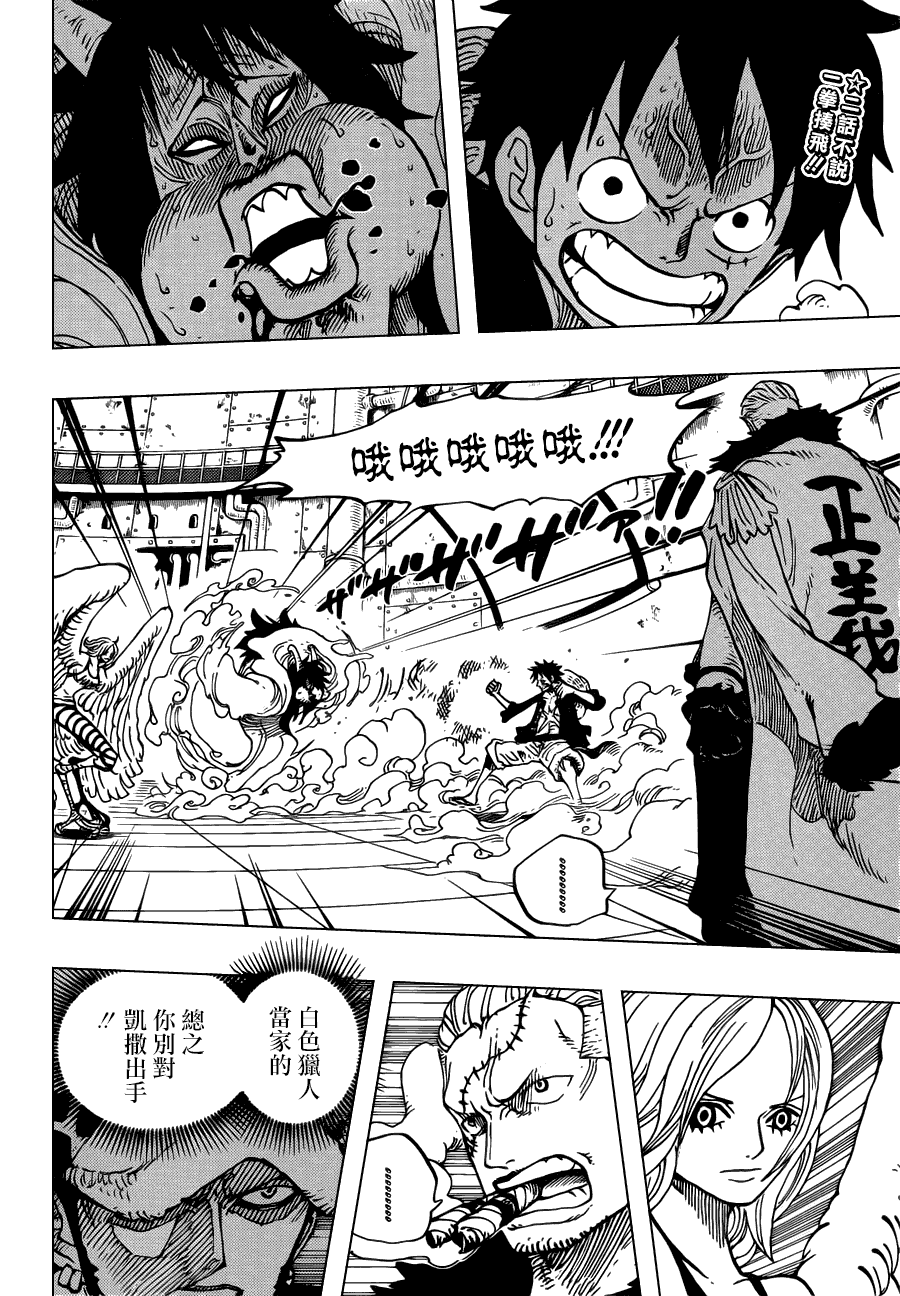 ☆二話不說
一拳揍飛!!
哦哦哦哦哦!!!
ザザザザァッ!!
正義
………
………
白色獵人
當家的
總之
你別對
凱撒出手
!!